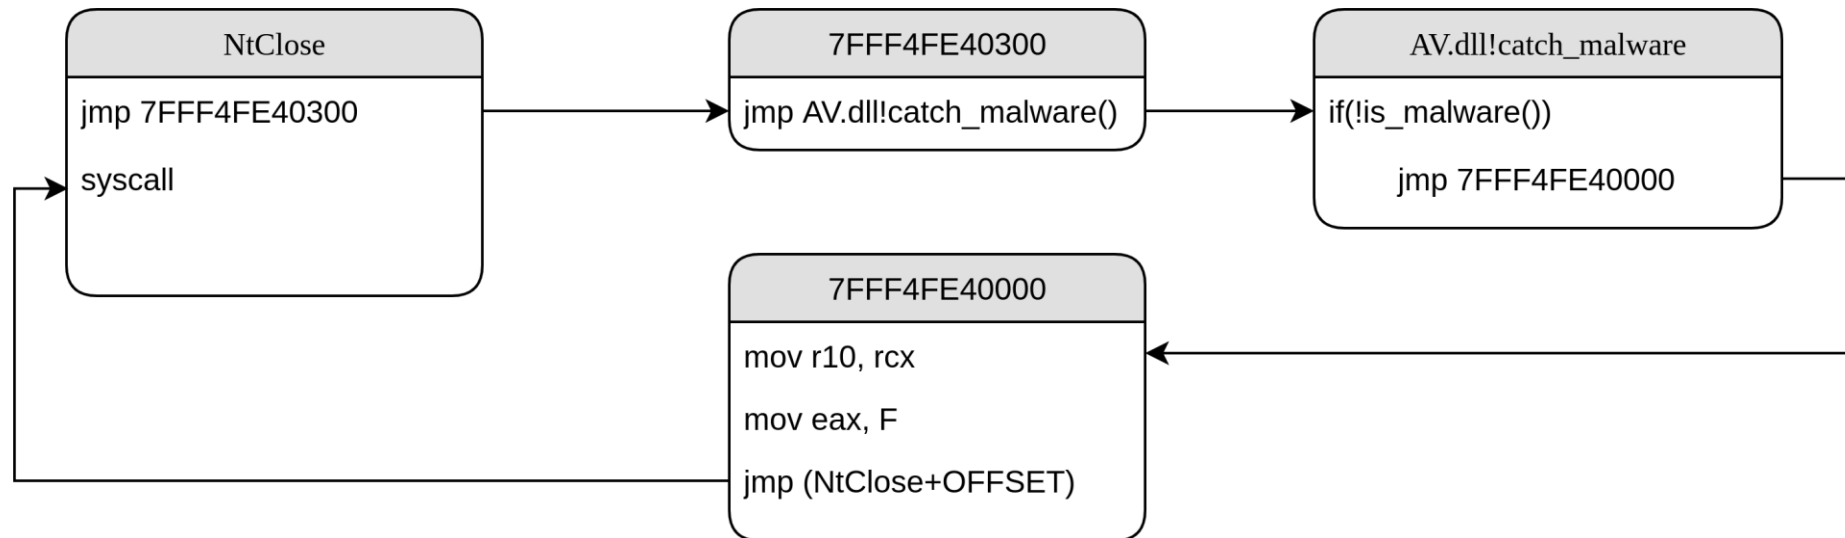 NtClose
jmp 7FFF4FE40300
syscall
7FFF4FE40300
jmp AV.dll!catch_malware()
AV.dll!catch_malware
if(!is_malware())
jmp 7FFF4FE40000
7FFF4FE40000
mov r10, rcx
mov eax, F
jmp (NtClose+OFFSET)